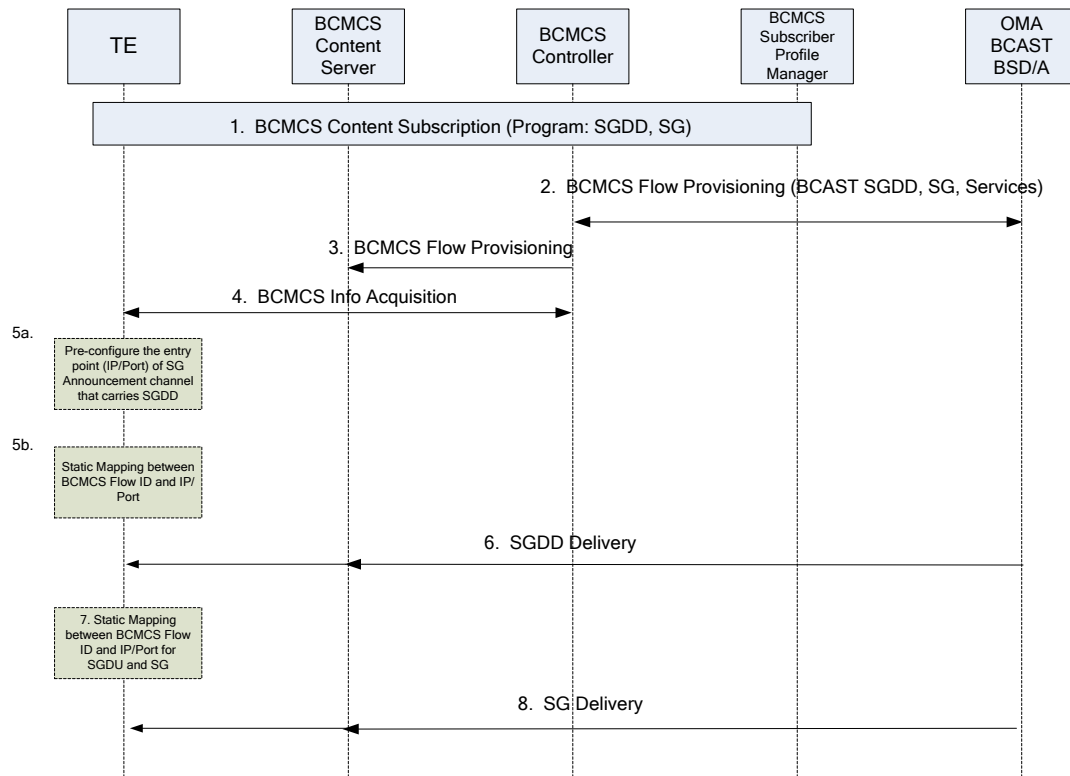 TE
BCMCS
Content
Server
BCMCS
Controller
BCMCS
Subscriber
Profile
Manager
OMA
BCAST
BSD/A
1. BCMCS Content Subscription (Program: SGDD, SG)
2. BCMCS Flow Provisioning (BCAST SGDD, SG, Services)
3. BCMCS Flow Provisioning
4. BCMCS Info Acquisition
5a.
Pre-configure the entry
point (IP/Port) of SG
Announcement channel
that carries SGDD
5b.
Static Mapping between
BCMCS Flow ID and IP/
Port
6. SGDD Delivery
7. Static Mapping
between BCMCS Flow
ID and IP/Port for
SGDU and SG
8. SG Delivery